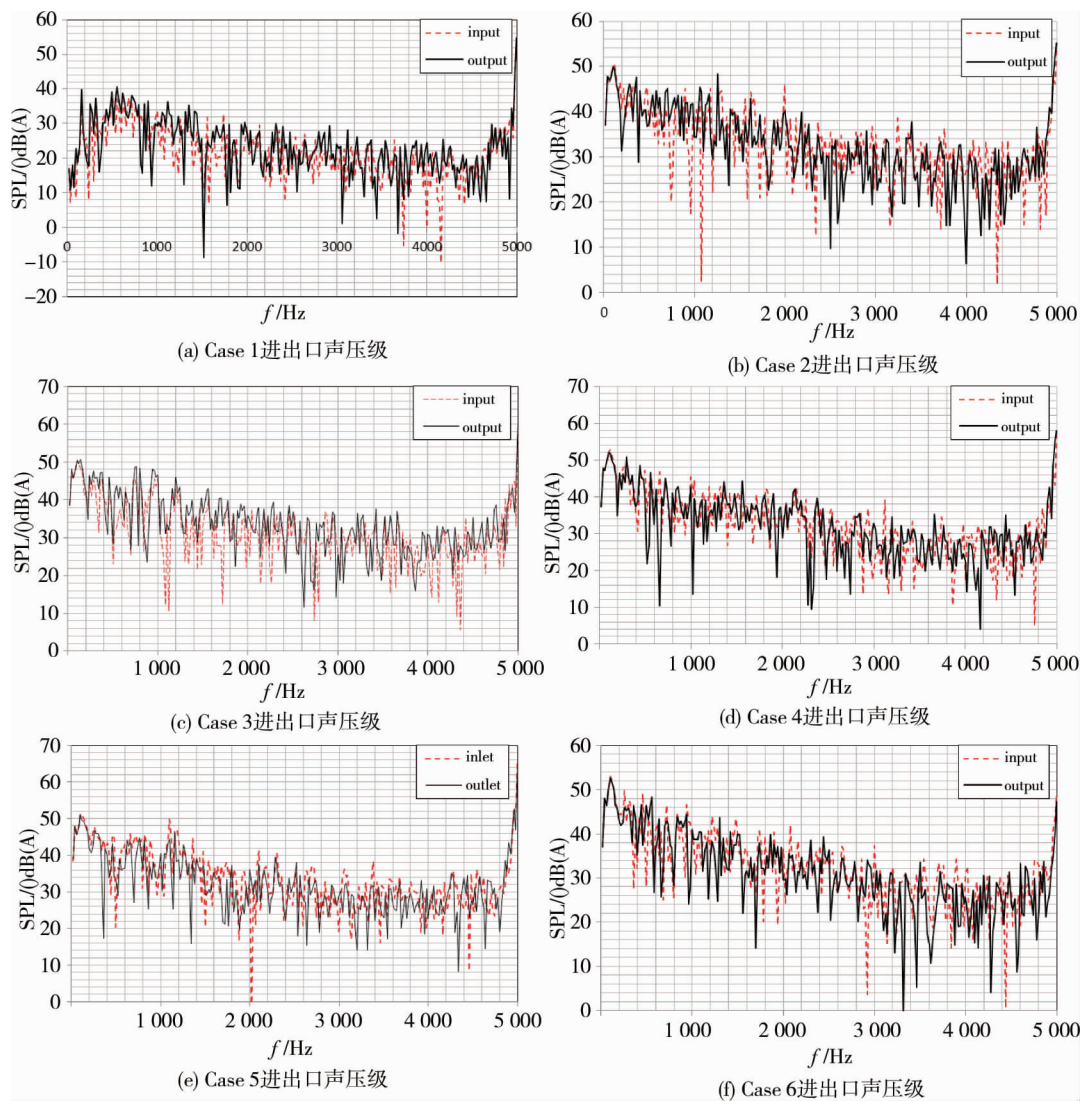 60
50
40
30
20
10
0
−10
−20
SPL/()dB(A)
input
output
0
1000
2000
3000
4000
5000
f /Hz
(a) Case 1进出口声压级
60
50
40
30
20
10
0
SPL/()dB(A)
input
output
0
1 000
2 000
3 000
4 000
5 000
f /Hz
(b) Case 2进出口声压级
70
60
50
40
30
20
10
0
SPL/()dB(A)
input
output
1 000
2 000
3 000
4 000
5 000
f /Hz
(c) Case 3进出口声压级
70
60
50
40
30
20
10
0
SPL/()dB(A)
input
output
1 000
2 000
3 000
4 000
5 000
f /Hz
(d) Case 4进出口声压级
70
60
50
40
30
20
10
0
SPL/()dB(A)
inlet
outlet
1 000
2 000
3 000
4 000
5 000
f /Hz
(e) Case 5进出口声压级
60
50
40
30
20
10
0
SPL/()dB(A)
input
output
1 000
2 000
3 000
4 000
5 000
f /Hz
(f) Case 6进出口声压级